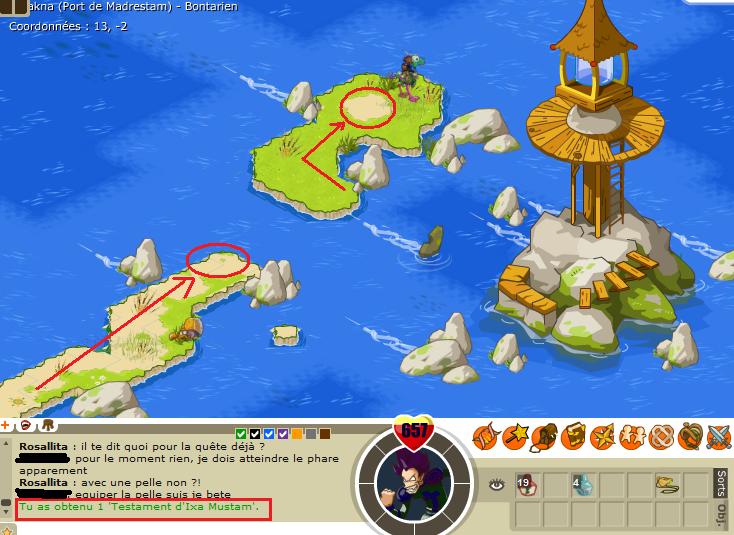 akna (Port de Madrestam) - Bontarien
Coordonnées : 13, -2
Rosallita : il te dit quoi pour la quête déjà ?
: pour le moment rien, je dois atteindre le phare
apparement
Rosallita : avec une pelle non ?!
: equiper la pelle suis je bete
Tu as obtenu 1 'Testament d'Ixa Mustam'.
657
19
4
Sorts
Obj.